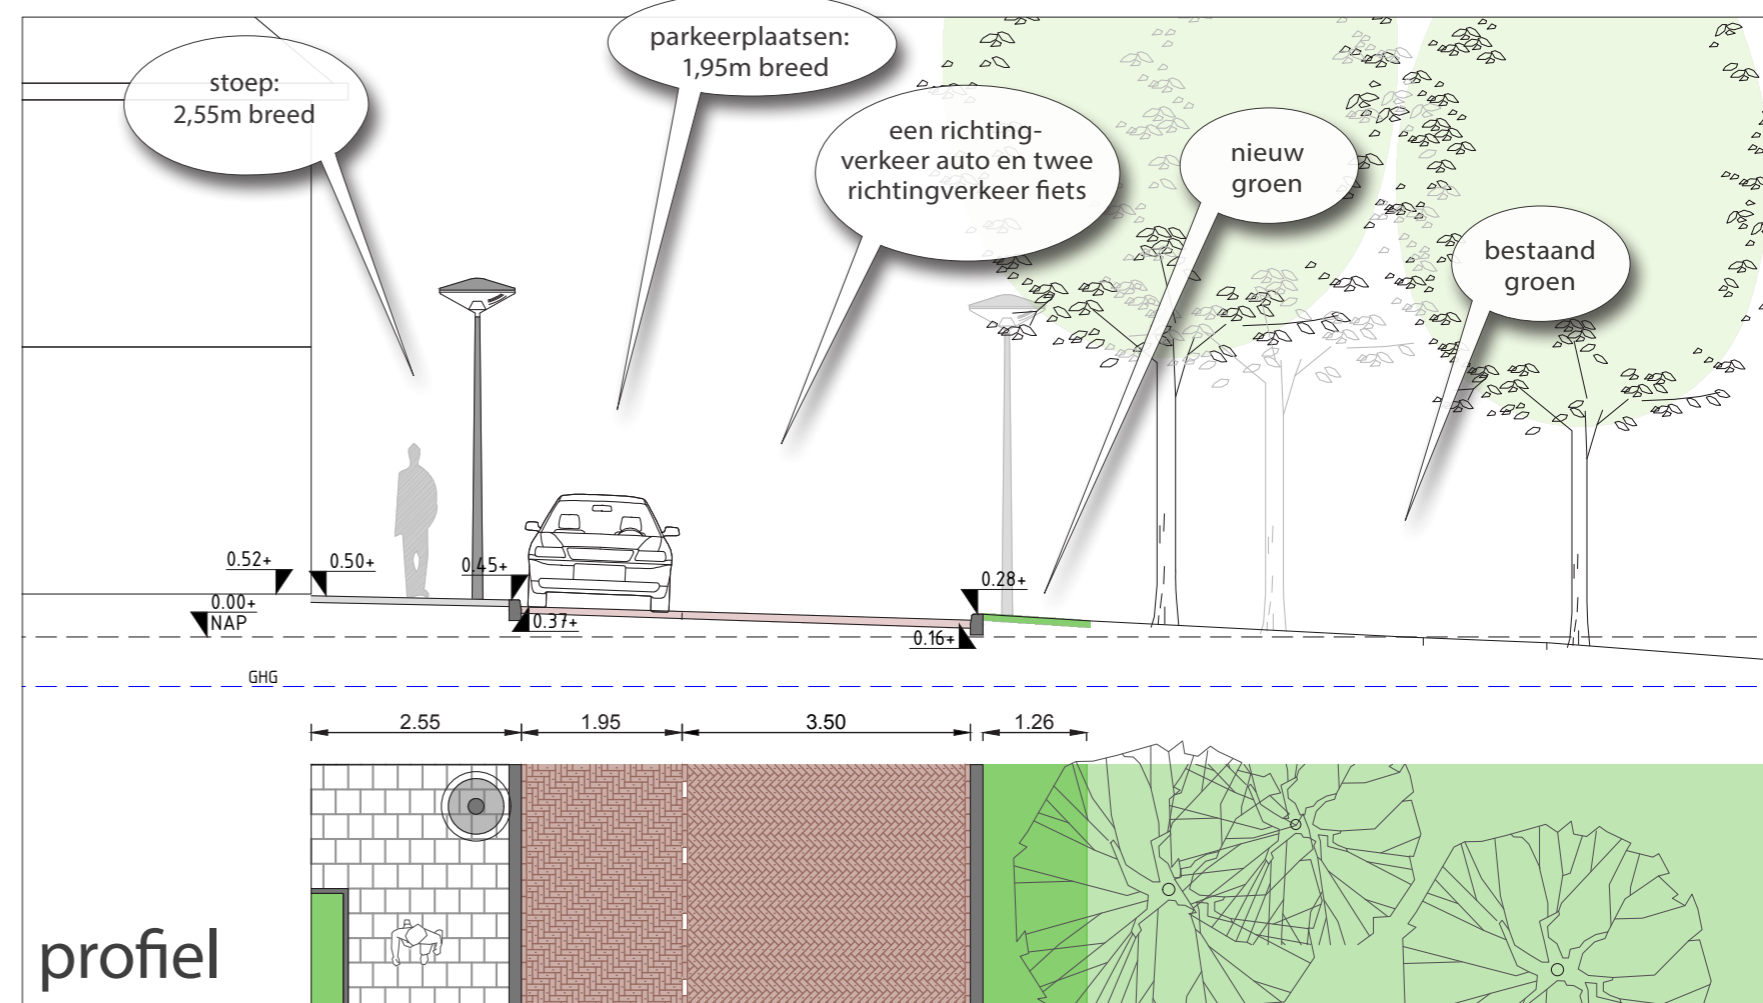 parkeerplaatsen:
1,95m breed
stoep:
2,55m breed
een richting-
verkeer auto en twee
richtingverkeer fiets
nieuw
groen
bestaand
groen
0.52+
0.50+
0.45+
0.28+
0.00+
NAP
0.37+
0.16+
GHG
2.55
1.95
3.50
1.26
profiel